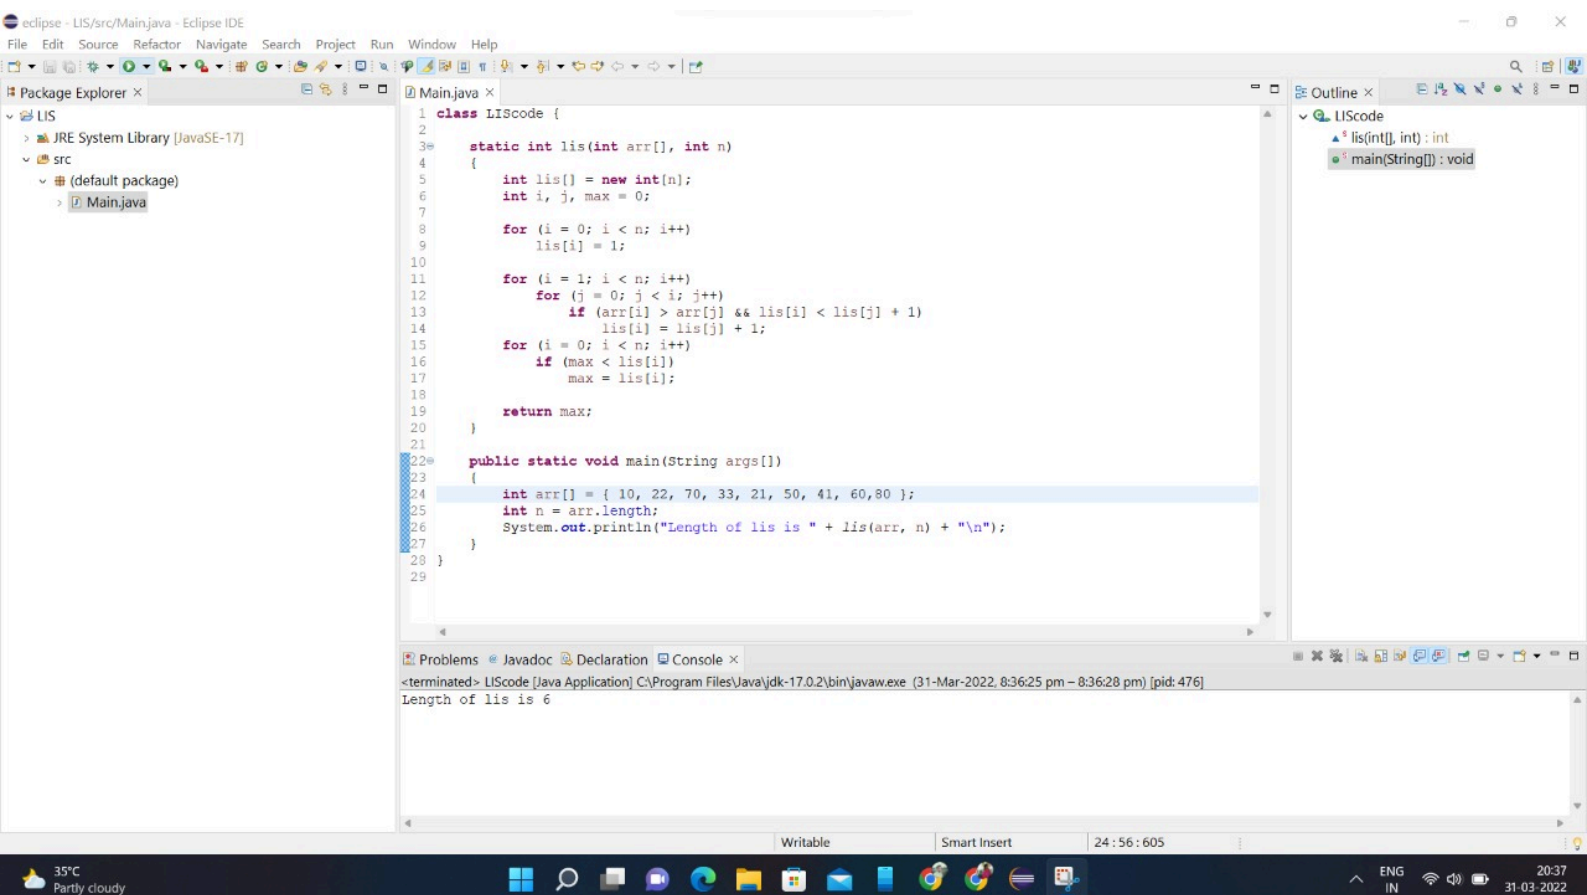 eclipse - LIS/src/Main.java - Eclipse IDE
File Edit Source Refactor Navigate Search Project Run Window Help
Package Explorer
LIS
JRE System Library [JavaSE-17]
src
(default package)
Main.java
Main.java
1 class LIScode {
2
3 static int lis(int arr[], int n)
4 {
5 int lis[] = new int[n];
6 int i, j, max = 0;
7
8 for (i = 0; i < n; i++)
9 lis[i] = 1;
10
11 for (i = 1; i < n; i++)
12 for (j = 0; j < i; j++)
13 if (arr[i] > arr[j] && lis[i] < lis[j] + 1)
14 lis[i] = lis[j] + 1;
15 for (i = 0; i < n; i++)
16 if (max < lis[i])
17 max = lis[i];
18
19 return max;
20 }
21
22 public static void main(String args[])
23 {
24 int arr[] = { 10, 22, 70, 33, 21, 50, 41, 60,80 };
25 int n = arr.length;
26 System.out.println("Length of lis is " + lis(arr, n) + "\n");
27 }
28 }
29
Outline
LIScode
lis(int[], int) : int
main(String[]) : void
Problems Javadoc Declaration Console
<terminated> LIScode [Java Application] C:\Program Files\Java\jdk-17.0.2\bin\javaw.exe (31-Mar-2022, 8:36:25 pm – 8:36:28 pm) [pid: 476]
Length of lis is 6
Writable Smart Insert 24 : 56 : 605
35°C
Partly cloudy
ENG
IN
20:37
31-03-2022